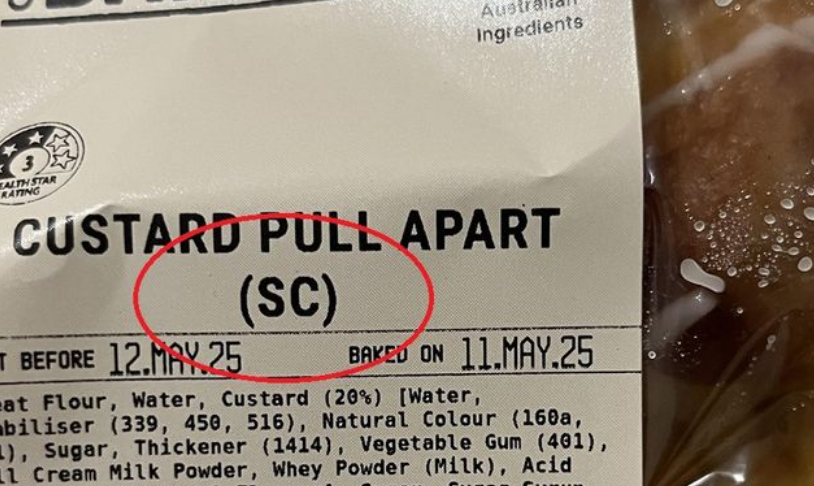 Australian
Ingredients
3
HEALTH STAR
RATING
CUSTARD PULL APART
(SC)
BEFORE 12.MAY.25 BAKED ON 11.MAY.25
Flour, Water, Custard (20%) [Water,
(339, 450, 516), Natural Colour (160a,
Sugar, Thickener (1414), Vegetable Gum (401),
Cream Milk Powder, Whey Powder (Milk), Acid